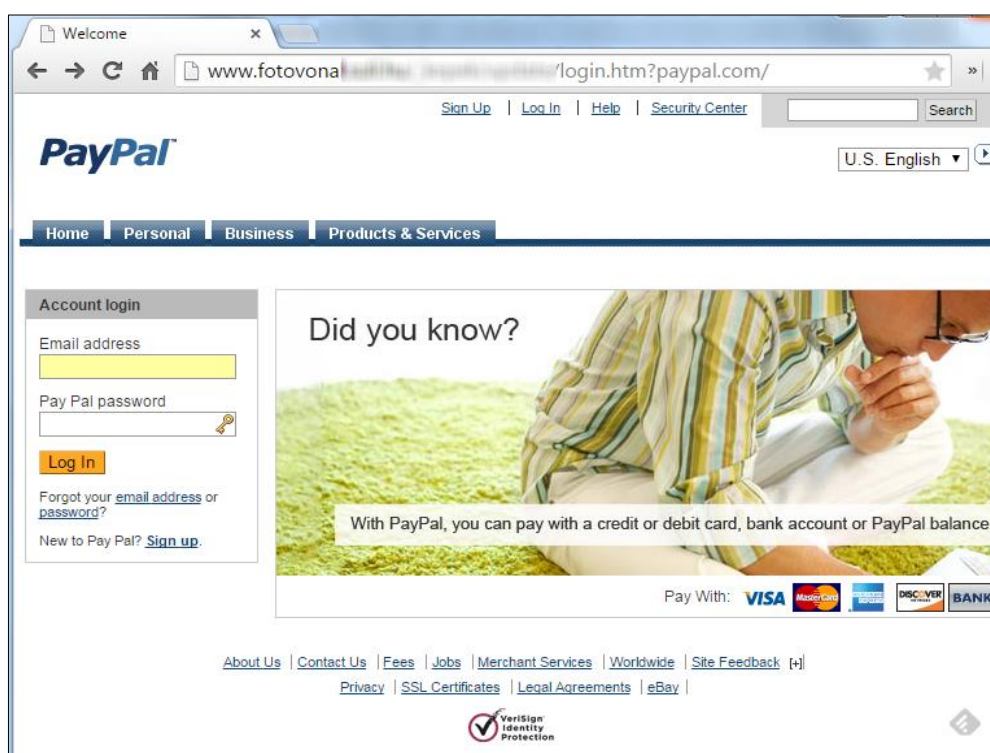 Welcome
www.fotovona /login.htm?paypal.com/
Sign Up | Log In | Help | Security Center Search
PayPal™
U.S. English
Home Personal Business Products & Services
Account login
Email address
Pay Pal password
Log In
Forgot your email address or
password?
New to Pay Pal? Sign up.
Did you know?
With PayPal, you can pay with a credit or debit card, bank account or PayPal balance
Pay With: VISA MasterCard DISCOVER BANK
About Us | Contact Us | Fees | Jobs | Merchant Services | Worldwide | Site Feedback [+]
Privacy | SSL Certificates | Legal Agreements | eBay |
VeriSign
Identity
Protection